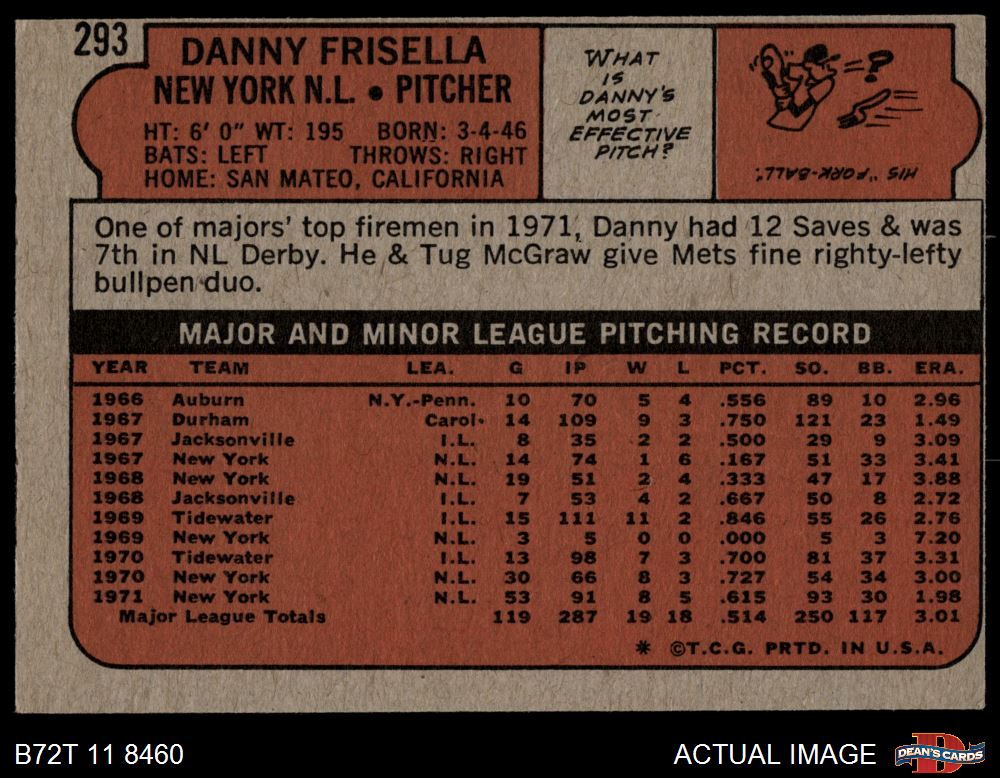 293
DANNY FRISELLA
NEW YORK N.L. • PITCHER
HT: 6' 0" WT: 195 BORN: 3-4-46
BATS: LEFT THROWS: RIGHT
HOME: SAN MATEO, CALIFORNIA
WHAT
IS
DANNY'S
MOST
EFFECTIVE
PITCH?
?
HIS "FORK-BALL".
One of majors' top firemen in 1971, Danny had 12 Saves & was
7th in NL Derby. He & Tug McGraw give Mets fine righty-lefty
bullpen duo.
MAJOR AND MINOR LEAGUE PITCHING RECORD
YEAR TEAM LEA. G IP W L PCT. SO. BB. ERA.
1966 Auburn N.Y.-Penn. 10 70 5 4 .556 89 10 2.96
1967 Durham Carol. 14 109 9 3 .750 121 23 1.49
1967 Jacksonville I.L. 8 35 2 2 .500 29 9 3.09
1967 New York N.L. 14 74 1 6 .167 51 33 3.41
1968 New York N.L. 19 51 2 4 .333 47 17 3.88
1968 Jacksonville I.L. 7 53 4 2 .667 50 8 2.72
1969 Tidewater I.L. 15 111 11 2 .846 55 26 2.76
1969 New York N.L. 3 5 0 0 .000 5 3 7.20
1970 Tidewater I.L. 13 98 7 3 .700 81 37 3.31
1970 New York N.L. 30 66 8 3 .727 54 34 3.00
1971 New York N.L. 53 91 8 5 .615 93 30 1.98
Major League Totals 119 287 19 18 .514 250 117 3.01
* ©T.C.G. PRTD. IN U.S.A.
B72T 11 8460
ACTUAL IMAGE
D
DEAN'S CARDS